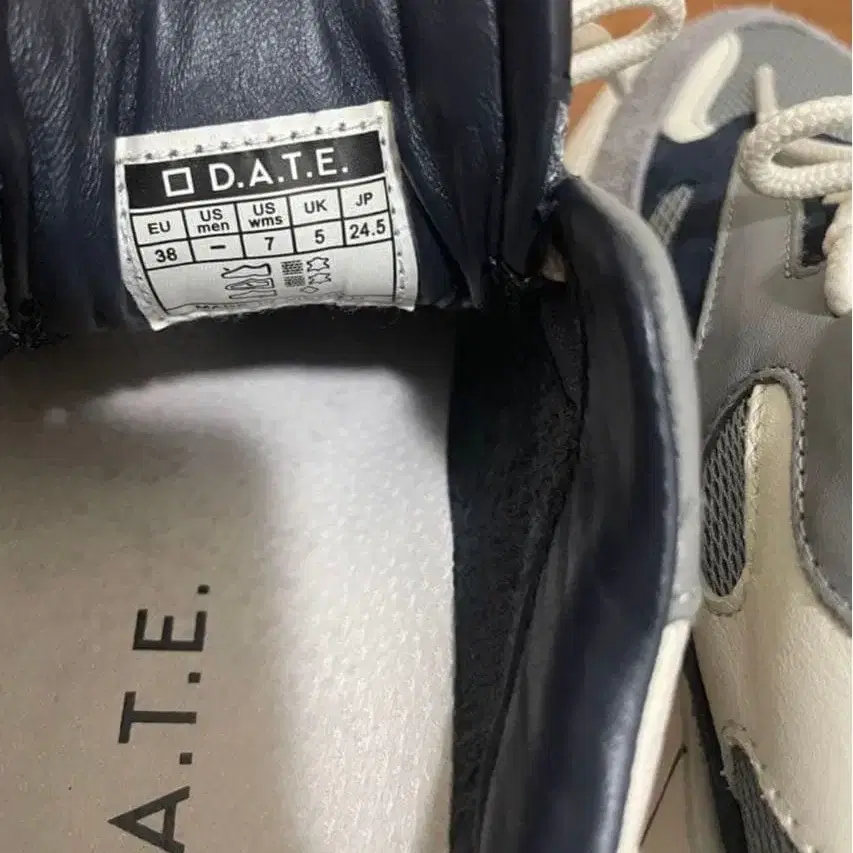 D.A.T.E.
EU US men US wms UK JP
38 – 7 5 24.5
A.T.E.